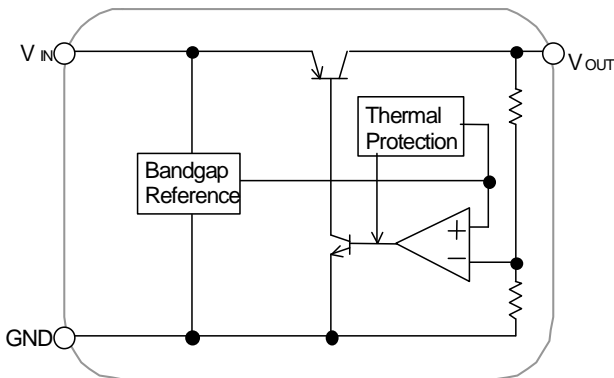 V IN
V OUT
Thermal
Protection
Bandgap
Reference
+
−
GND